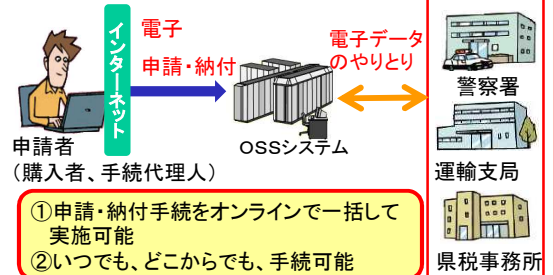 インターネット
電子
申請・納付
電子データ
のやりとり
警察署
申請者
(購入者、手続代理人)
OSSシステム
運輸支局
①申請・納付手続をオンラインで一括して
実施可能
②いつでも、どこからでも、手続可能
県税事務所